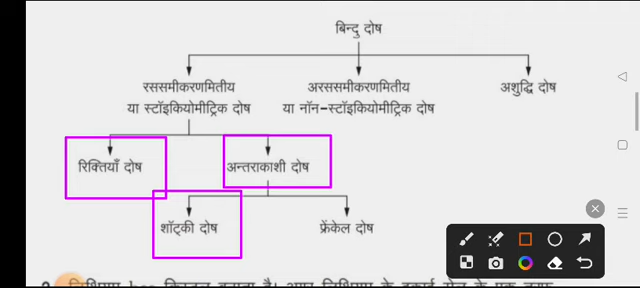 बिन्दु दोष
रससमीकरणमितीय
या स्टॉइकियोमीट्रिक दोष
अरससमीकरणमितीय
या नॉन-स्टॉइकियोमीट्रिक दोष
अशुद्धि दोष
रिक्तियाँ दोष
अन्तराकाशी दोष
शॉट्की दोष
फ्रेंकेल दोष